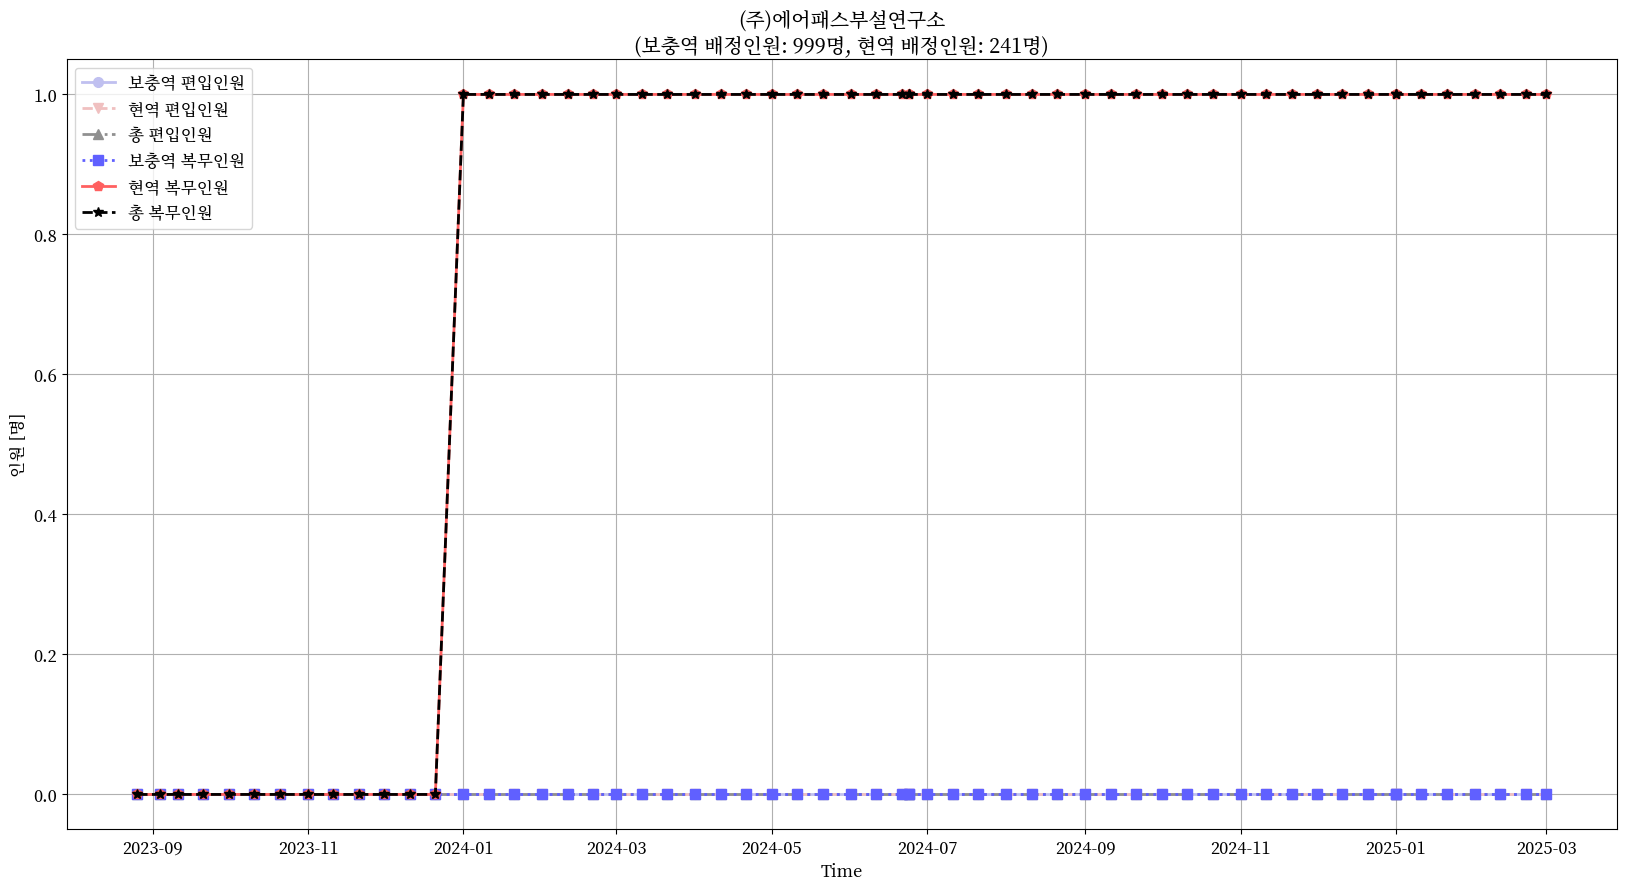 (주)에어패스부설연구소
(보충역 배정인원: 999명, 현역 배정인원: 241명)
보충역 편입인원
현역 편입인원
총 편입인원
보충역 복무인원
현역 복무인원
총 복무인원
1.0
0.8
0.6
0.4
0.2
0.0
인원 [명]
2023-09 2023-11 2024-01 2024-03 2024-05 2024-07 2024-09 2024-11 2025-01 2025-03
Time